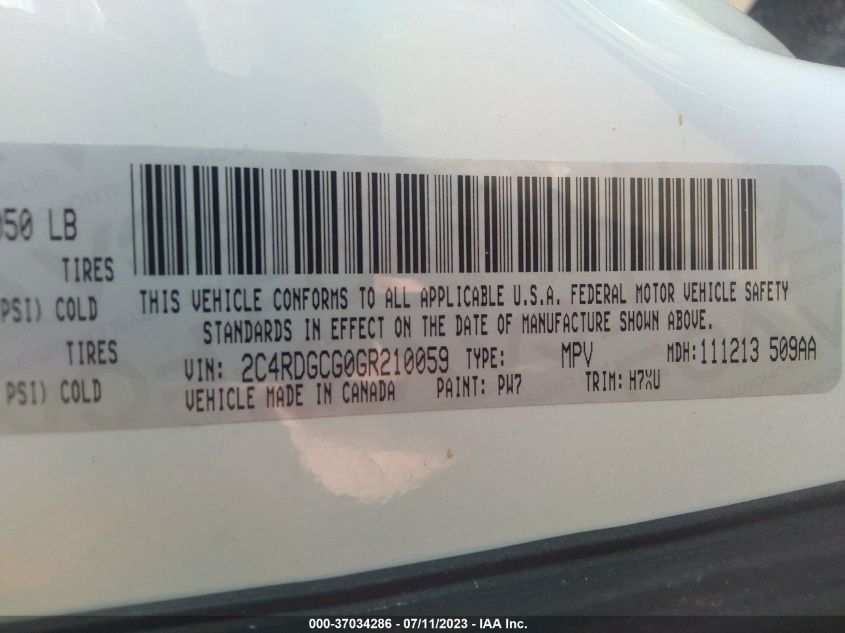 050 LB
TIRES
PSI) COLD
TIRES
PSI) COLD
THIS VEHICLE CONFORMS TO ALL APPLICABLE U.S.A. FEDERAL MOTOR VEHICLE SAFETY
STANDARDS IN EFFECT ON THE DATE OF MANUFACTURE SHOWN ABOVE.
VIN: 2C4RDGCG0GR210059 TYPE: MPV MDH:111213 509AA
VEHICLE MADE IN CANADA PAINT: PW7 TRIM: H7XU
000-37034286 - 07/11/2023 - IAA Inc.